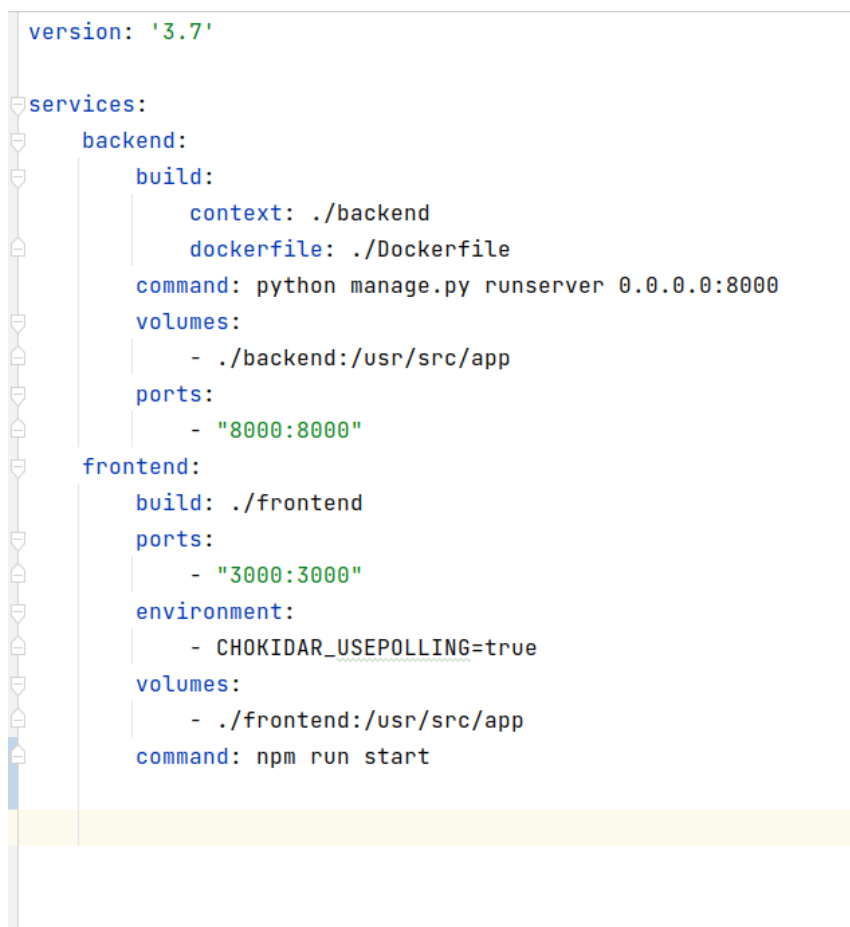 version: '3.7'
services:
backend:
build:
context: ./backend
dockerfile: ./Dockerfile
command: python manage.py runserver 0.0.0.0:8000
volumes:
- ./backend:/usr/src/app
ports:
- "8000:8000"
frontend:
build: ./frontend
ports:
- "3000:3000"
environment:
- CHOKIDAR_USEPOLLING=true
volumes:
- ./frontend:/usr/src/app
command: npm run start